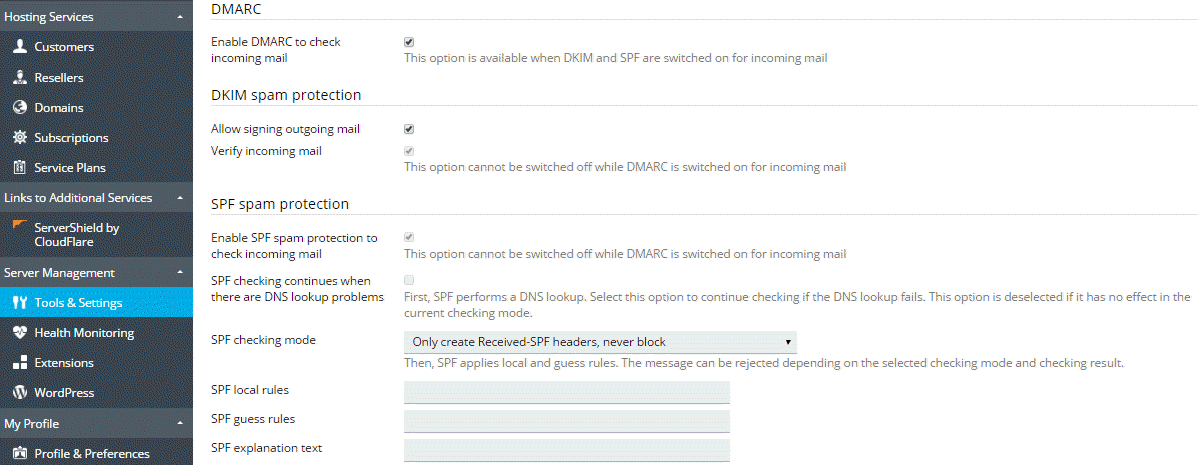 Hosting Services
Customers
Resellers
Domains
Subscriptions
Service Plans
Links to Additional Services
ServerShield by
CloudFlare
Server Management
Tools & Settings
Health Monitoring
Extensions
WordPress
My Profile
Profile & Preferences
DMARC
Enable DMARC to check
incoming mail
This option is available when DKIM and SPF are switched on for incoming mail
DKIM spam protection
Allow signing outgoing mail
Verify incoming mail
This option cannot be switched off while DMARC is switched on for incoming mail
SPF spam protection
Enable SPF spam protection to
check incoming mail
This option cannot be switched off while DMARC is switched on for incoming mail
SPF checking continues when
there are DNS lookup problems
First, SPF performs a DNS lookup. Select this option to continue checking if the DNS lookup fails. This option is deselected if it has no effect in the
current checking mode.
SPF checking mode
Only create Received-SPF headers, never block
Then, SPF applies local and guess rules. The message can be rejected depending on the selected checking mode and checking result.
SPF local rules
SPF guess rules
SPF explanation text